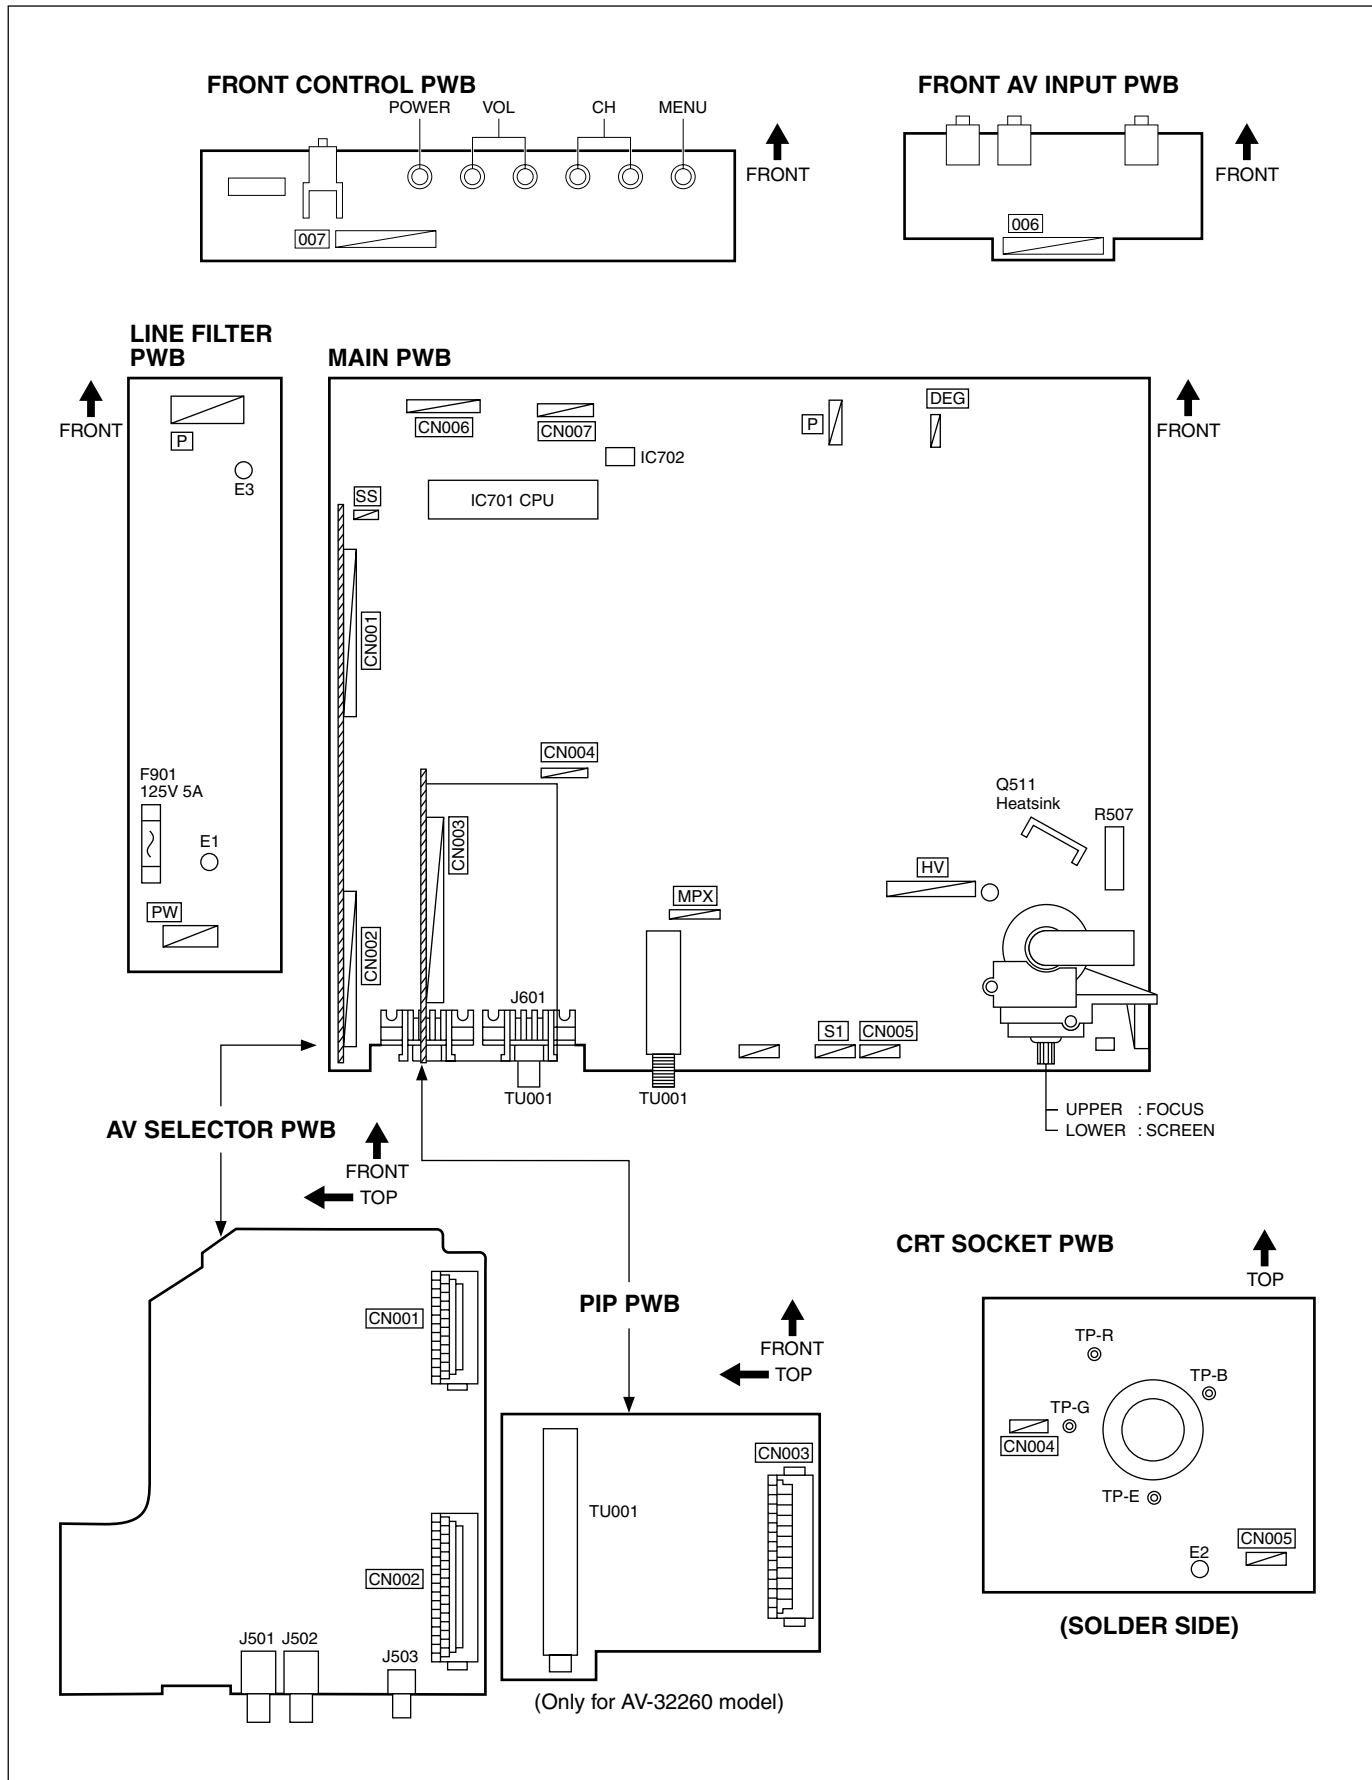 FRONT CONTROL PWB
POWER
VOL
CH
MENU
FRONT
007
FRONT AV INPUT PWB
FRONT
006
LINE FILTER
PWB
FRONT
P
E3
F901
125V 5A
E1
PW
MAIN PWB
FRONT
CN006
CN007
IC702
P
DEG
SS
IC701 CPU
CN001
CN004
CN003
CN002
Q511
Heatsink
R507
HV
MPX
J601
S1
CN005
TU001
TU001
UPPER : FOCUS
LOWER : SCREEN
AV SELECTOR PWB
FRONT
TOP
CN001
CN002
J501
J502
J503
PIP PWB
FRONT
TOP
CN003
TU001
(Only for AV-32260 model)
CRT SOCKET PWB
TOP
TP-R
TP-B
TP-G
CN004
TP-E
CN005
E2
(SOLDER SIDE)